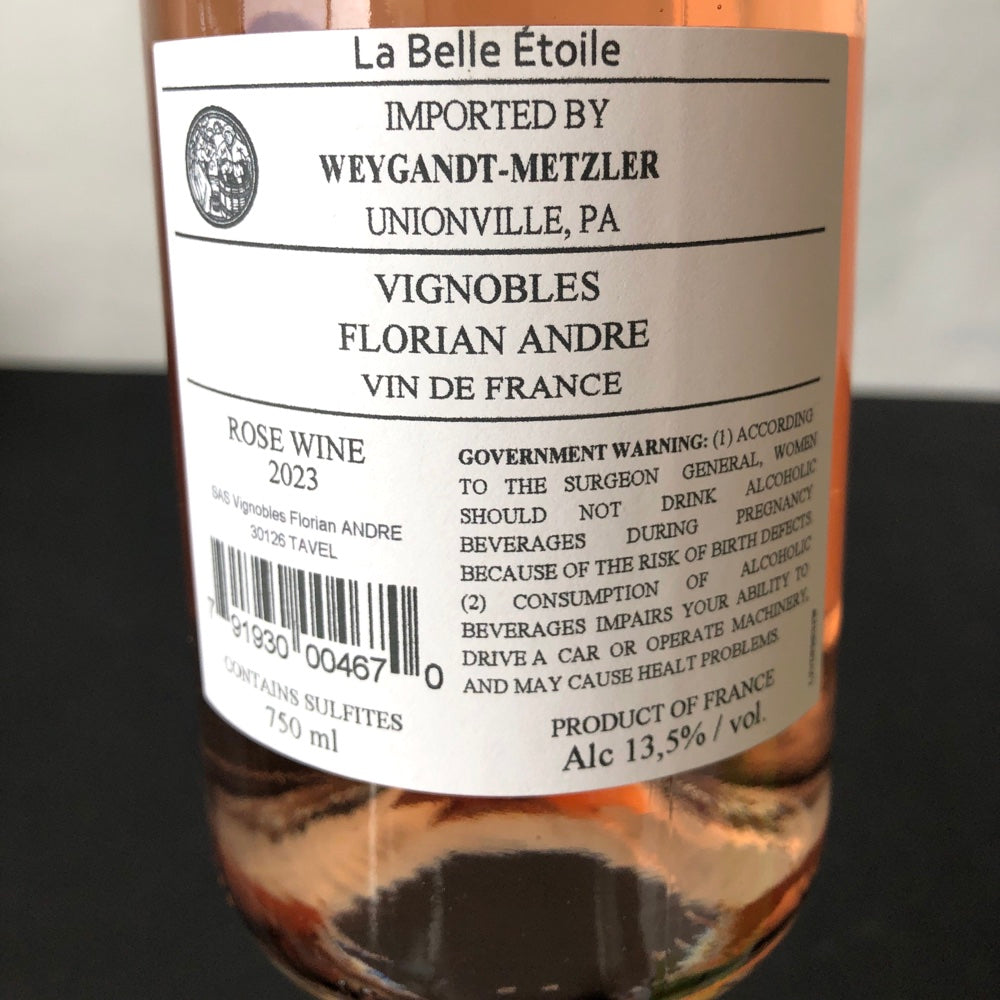 La Belle Étoile
IMPORTED BY
WEYGANDT-METZLER
UNIONVILLE, PA
VIGNOBLES
FLORIAN ANDRE
VIN DE FRANCE
ROSE WINE
2023
SAS Vignobles Florian ANDRE
30126 TAVEL
7 91930 00467 0
CONTAINS SULFITES
750 ml
GOVERNMENT WARNING: (1) ACCORDING
TO THE SURGEON GENERAL, WOMEN
SHOULD NOT DRINK ALCOHOLIC
BEVERAGES DURING PREGNANCY
BECAUSE OF THE RISK OF BIRTH DEFECTS.
(2) CONSUMPTION OF ALCOHOLIC
BEVERAGES IMPAIRS YOUR ABILITY TO
DRIVE A CAR OR OPERATE MACHINERY,
AND MAY CAUSE HEALT PROBLEMS.
PRODUCT OF FRANCE
Alc 13,5% / vol.